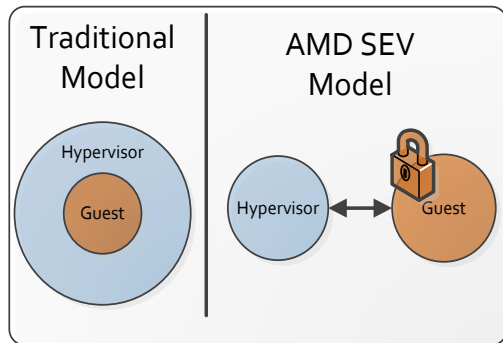 Traditional
Model
Hypervisor
Guest
AMD SEV
Model
Hypervisor
Guest